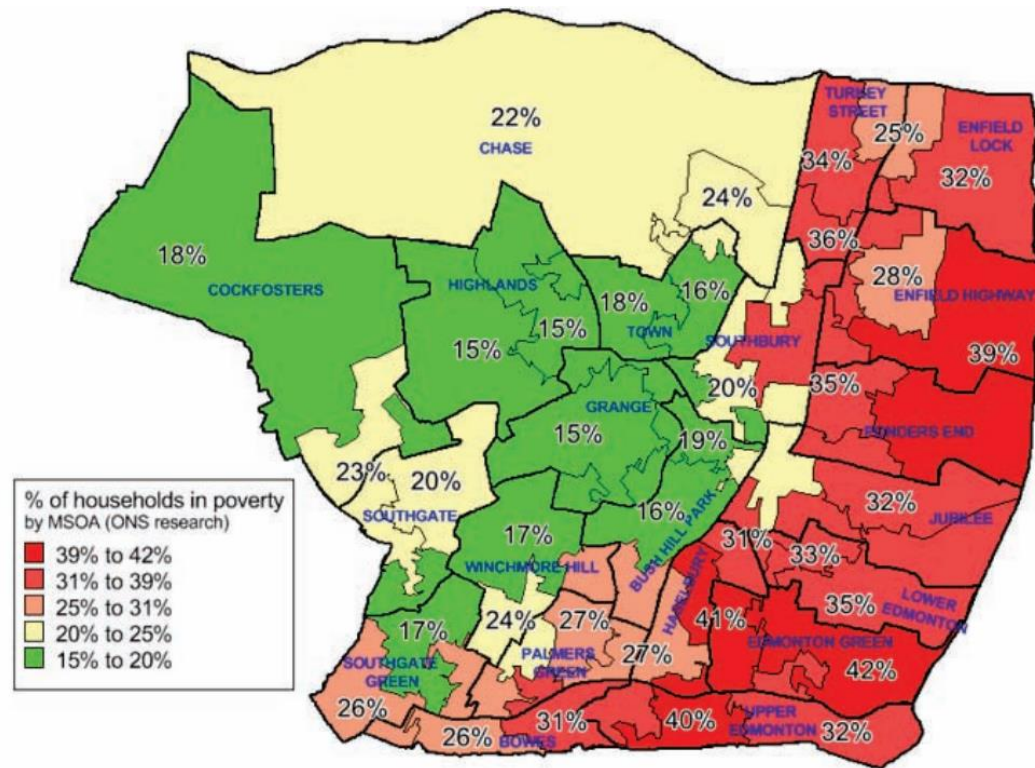 22%
CHASE
TURKEY
STREET
25%
ENFIELD
LOCK
34%
32%
24%
36%
18%
COCKFOSTERS
HIGHLANDS
16%
28%
ENFIELD HIGHWAY
18%
TOWN
15%
15%
SOUTHBURY
39%
20%
35%
GRANGE
15%
19%
PONDERS END
23%
20%
SOUTHGATE
32%
JUBILEE
16%
BUSH HILL PARK
17%
WINCHMORE HILL
31%
33%
HASELBURY
35%
LOWER
EDMONTON
24%
27%
41%
EDMONTON GREEN
17%
SOUTHGATE
GREEN
PALMERS
GREEN
27%
42%
26%
26%
31%
BOWES
40%
UPPER
EDMONTON
32%
% of households in poverty
by MSOA (ONS research)
39% to 42%
31% to 39%
25% to 31%
20% to 25%
15% to 20%